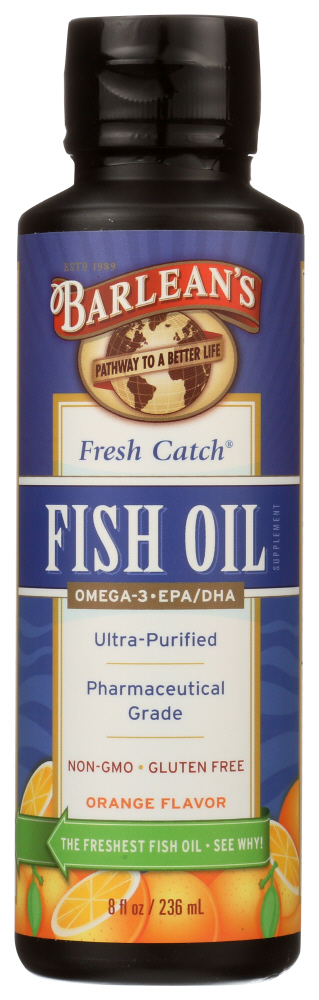 ESTD 1989
BARLEAN'S
PATHWAY TO A BETTER LIFE
Fresh Catch®
FISH OIL
SUPPLEMENT
OMEGA-3•EPA/DHA
Ultra-Purified
Pharmaceutical
Grade
NON-GMO • GLUTEN FREE
ORANGE FLAVOR
THE FRESHEST FISH OIL • SEE WHY!
8 fl oz / 236 mL